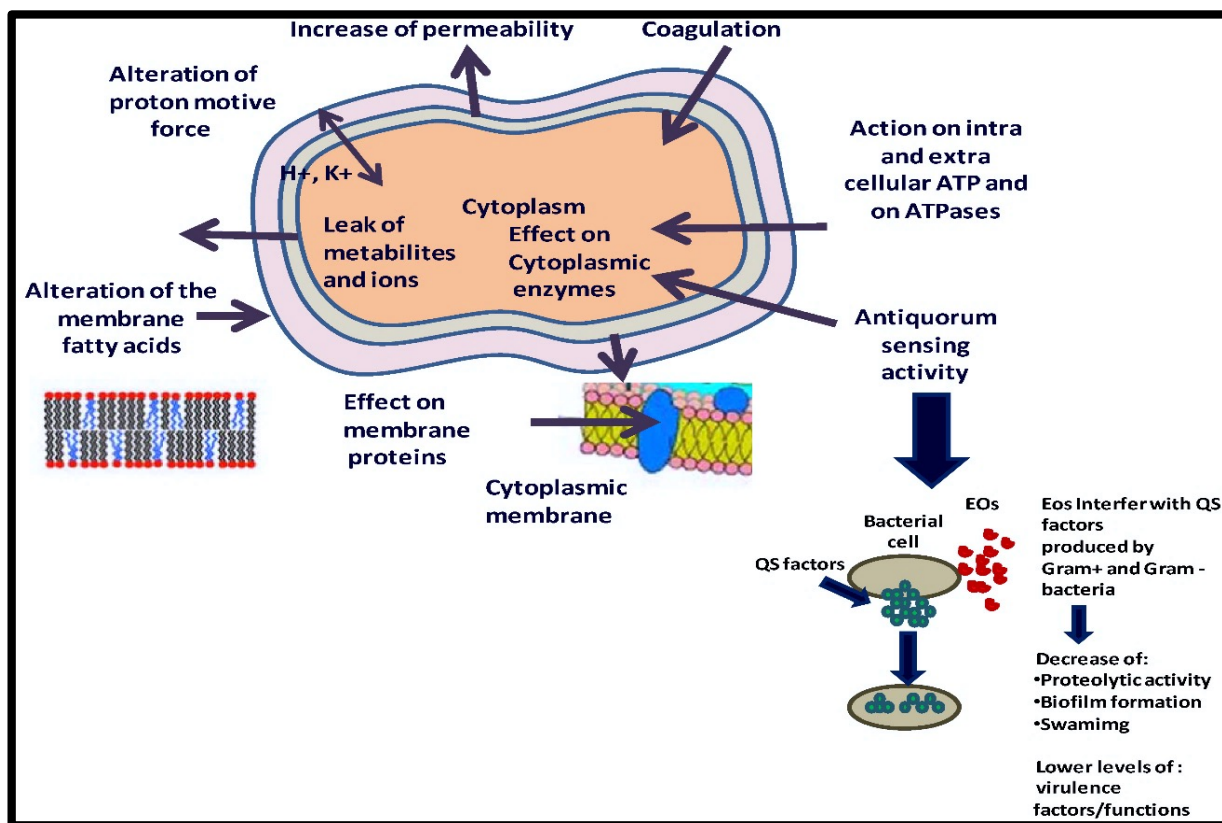 Increase of permeability
Coagulation
Alteration of
proton motive
force
H+, K+
Action on intra
and extra
cellular ATP and
on ATPases
Leak of
metabilites
and ions
Cytoplasm
Effect on
Cytoplasmic
enzymes
Alteration of the
membrane
fatty acids
Antiquorum
sensing
activity
Effect on
membrane
proteins
Cytoplasmic
membrane
Bacterial
cell
EOs
QS factors
Eos Interfer with QS
factors
produced by
Gram+ and Gram -
bacteria
Decrease of:
•Proteolytic activity
•Biofilm formation
•Swamimg
Lower levels of :
virulence
factors/functions